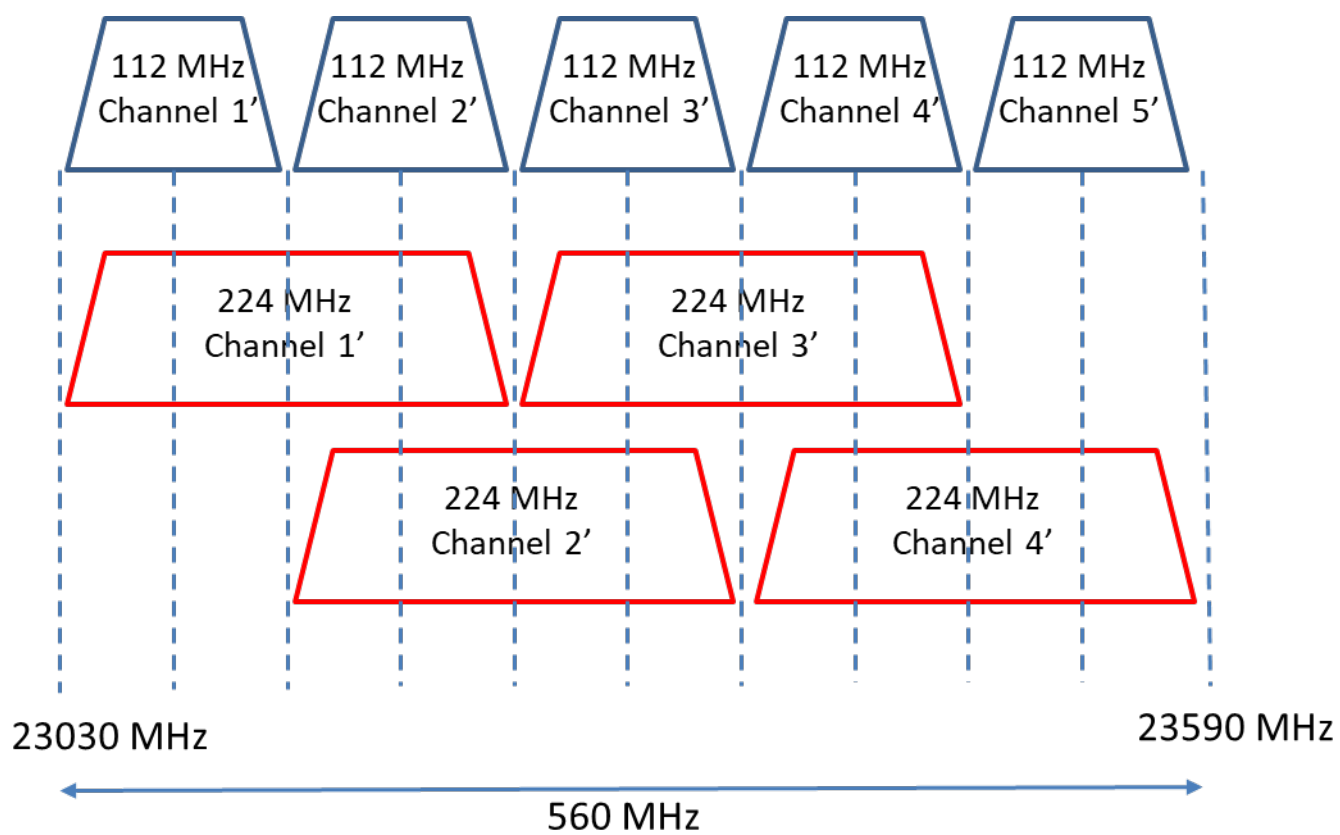 112 MHz
Channel 1’
112 MHz
Channel 2’
112 MHz
Channel 3’
112 MHz
Channel 4’
112 MHz
Channel 5’
224 MHz
Channel 1’
224 MHz
Channel 3’
224 MHz
Channel 2’
224 MHz
Channel 4’
23030 MHz
23590 MHz
560 MHz